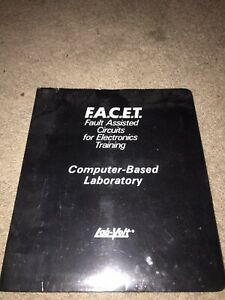 F.A.C.E.T.
Fault Assisted
Circuits
for Electronics
Training
Computer-Based
Laboratory
Lab-Volt